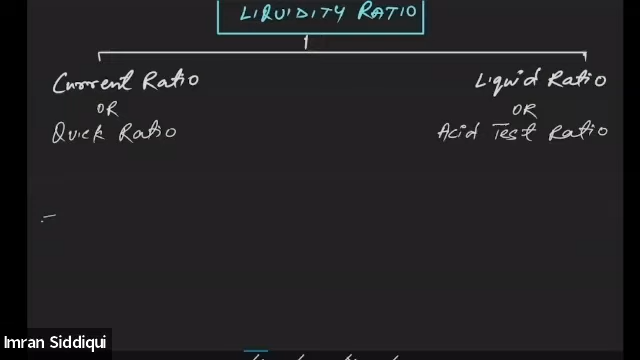 LIQUIDITY RATIO
Current Ratio
OR
Quick Ratio
Liquid Ratio
OR
Acid Test Ratio
Imran Siddiqui